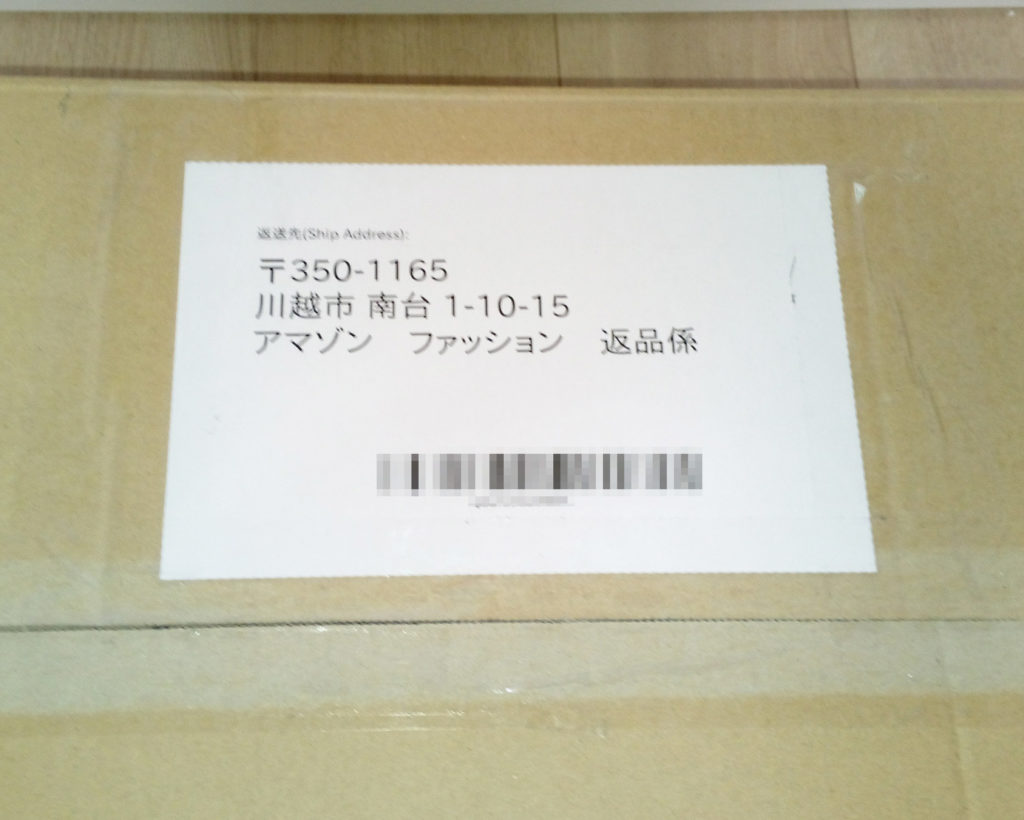 返送先(Ship Address):
〒350-1165
川越市 南台 1-10-15
アマゾン　ファッション　返品係